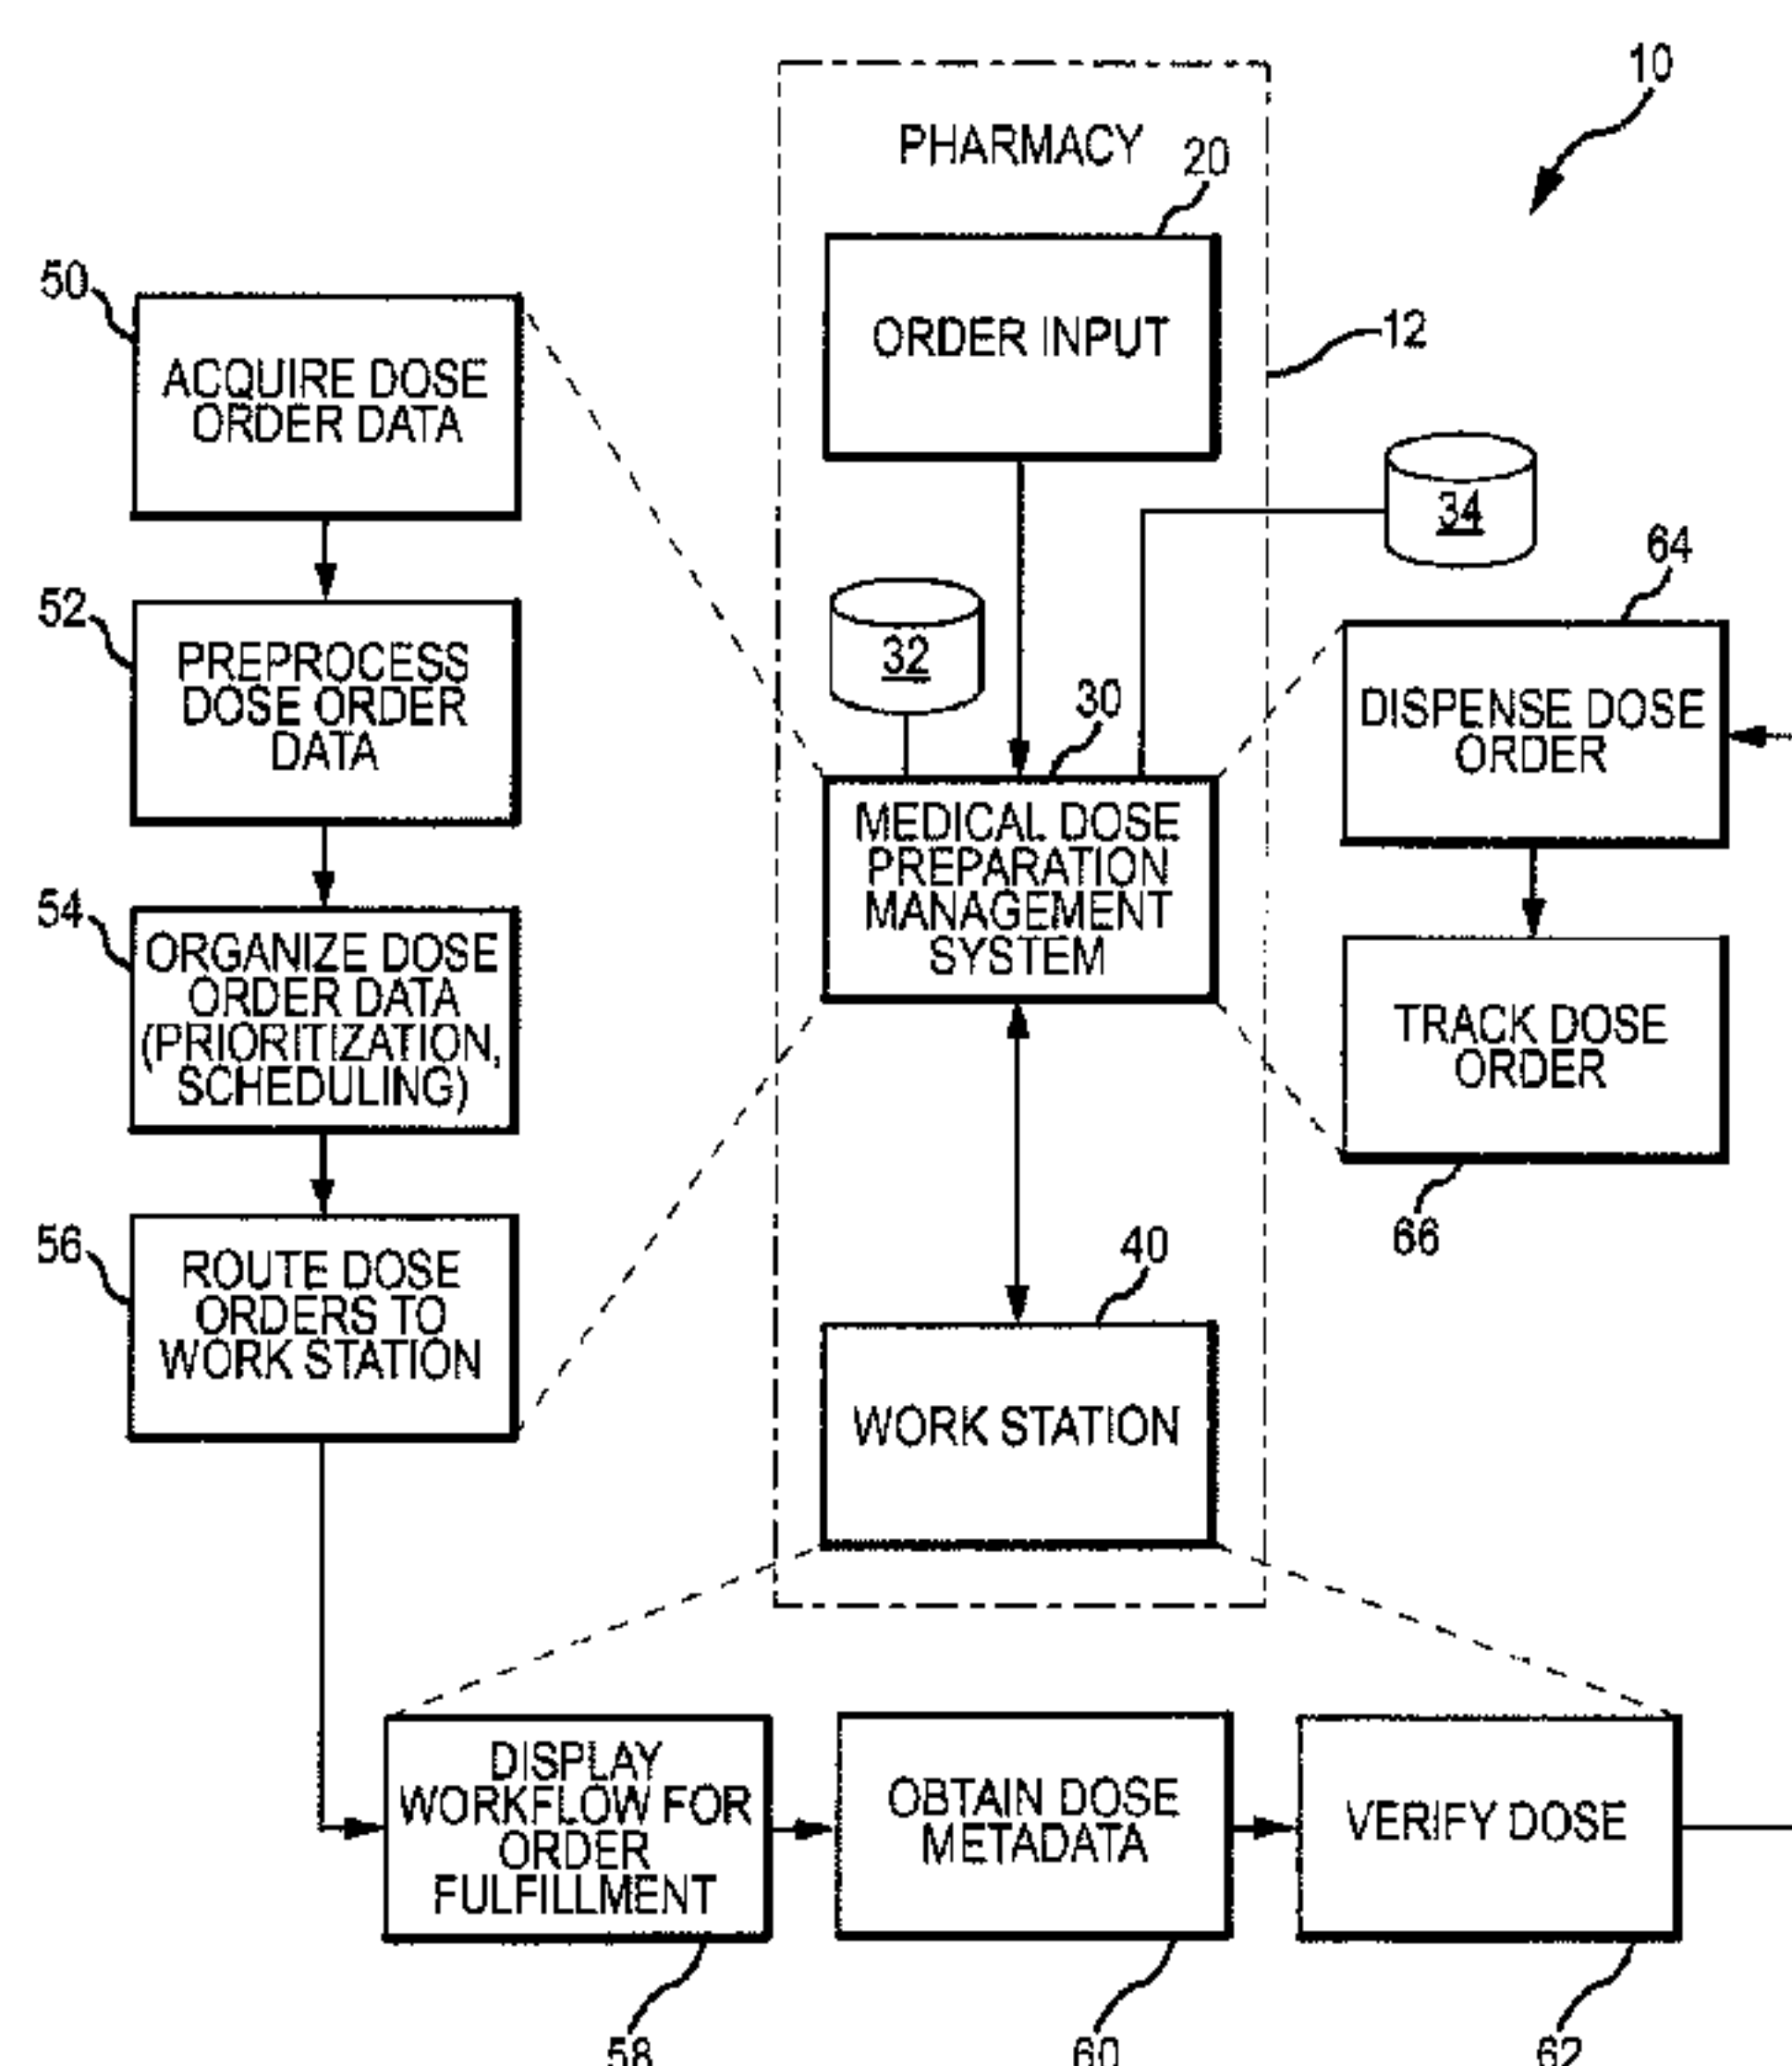 10
PHARMACY
20
ORDER INPUT
12
50
ACQUIRE DOSE
ORDER DATA
34
52
PREPROCESS
DOSE ORDER
DATA
32
30
MEDICAL DOSE
PREPARATION
MANAGEMENT
SYSTEM
64
DISPENSE DOSE
ORDER
54
ORGANIZE DOSE
ORDER DATA
(PRIORITIZATION,
SCHEDULING)
TRACK DOSE
ORDER
66
56
ROUTE DOSE
ORDERS TO
WORK STATION
40
WORK STATION
DISPLAY
WORKFLOW FOR
ORDER
FULFILLMENT
OBTAIN DOSE
METADATA
VERIFY DOSE
58
60
62